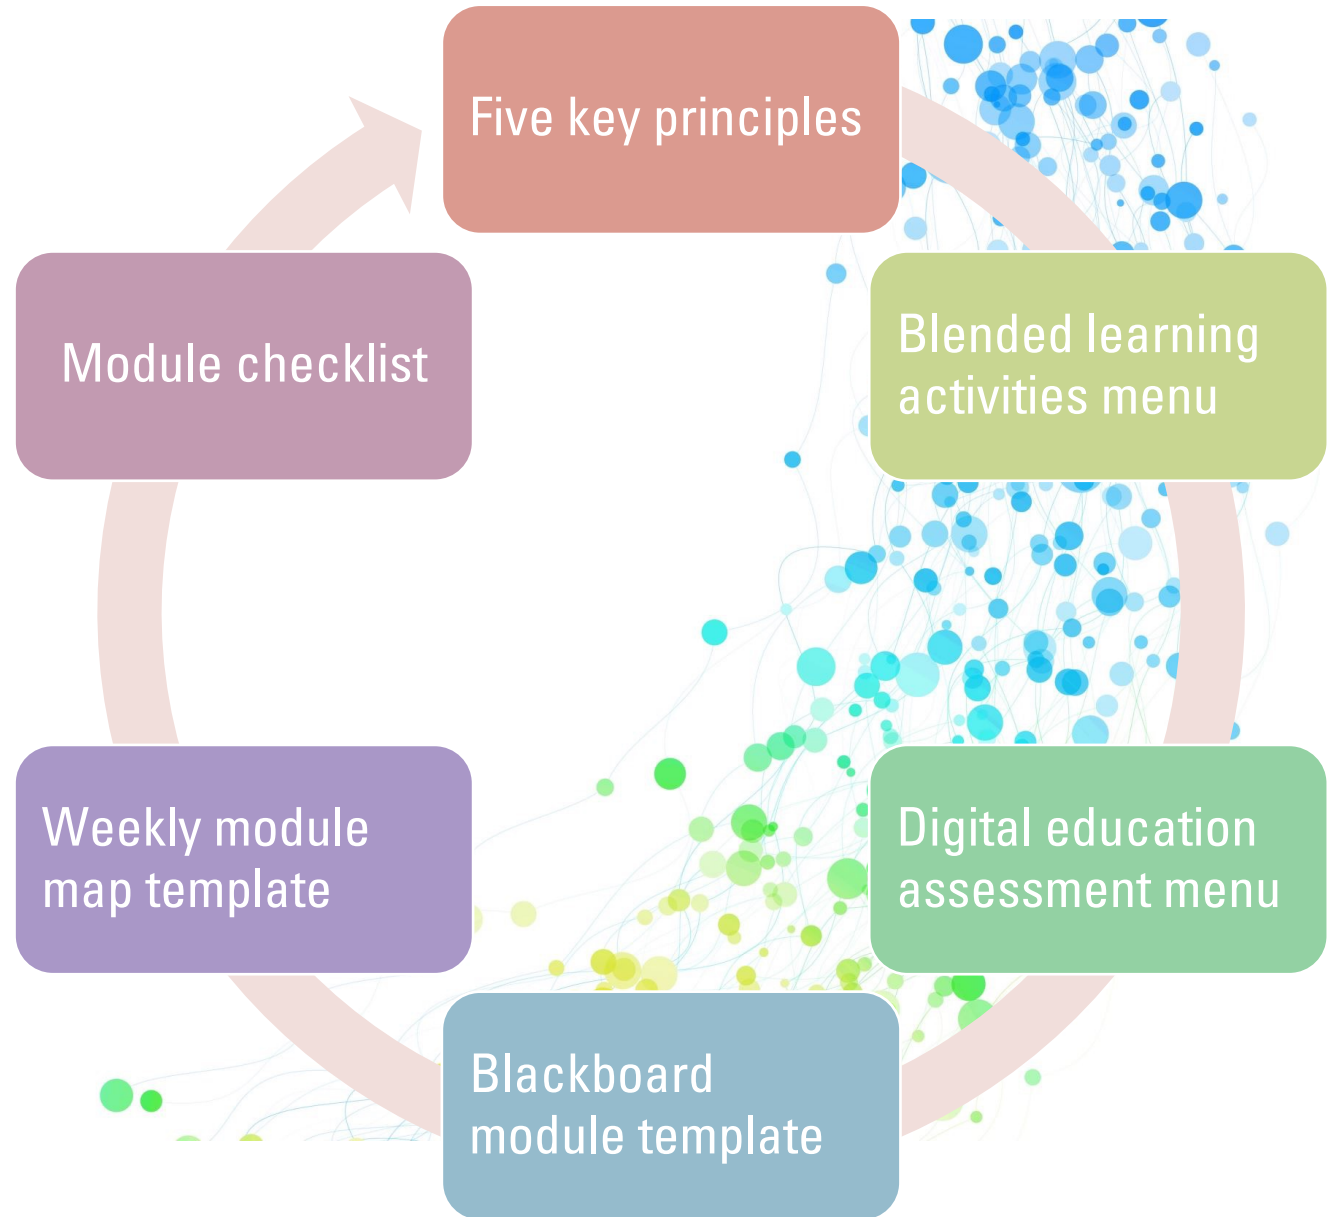 Five key principles
Blended learning
activities menu
Digital education
assessment menu
Blackboard
module template
Weekly module
map template
Module checklist